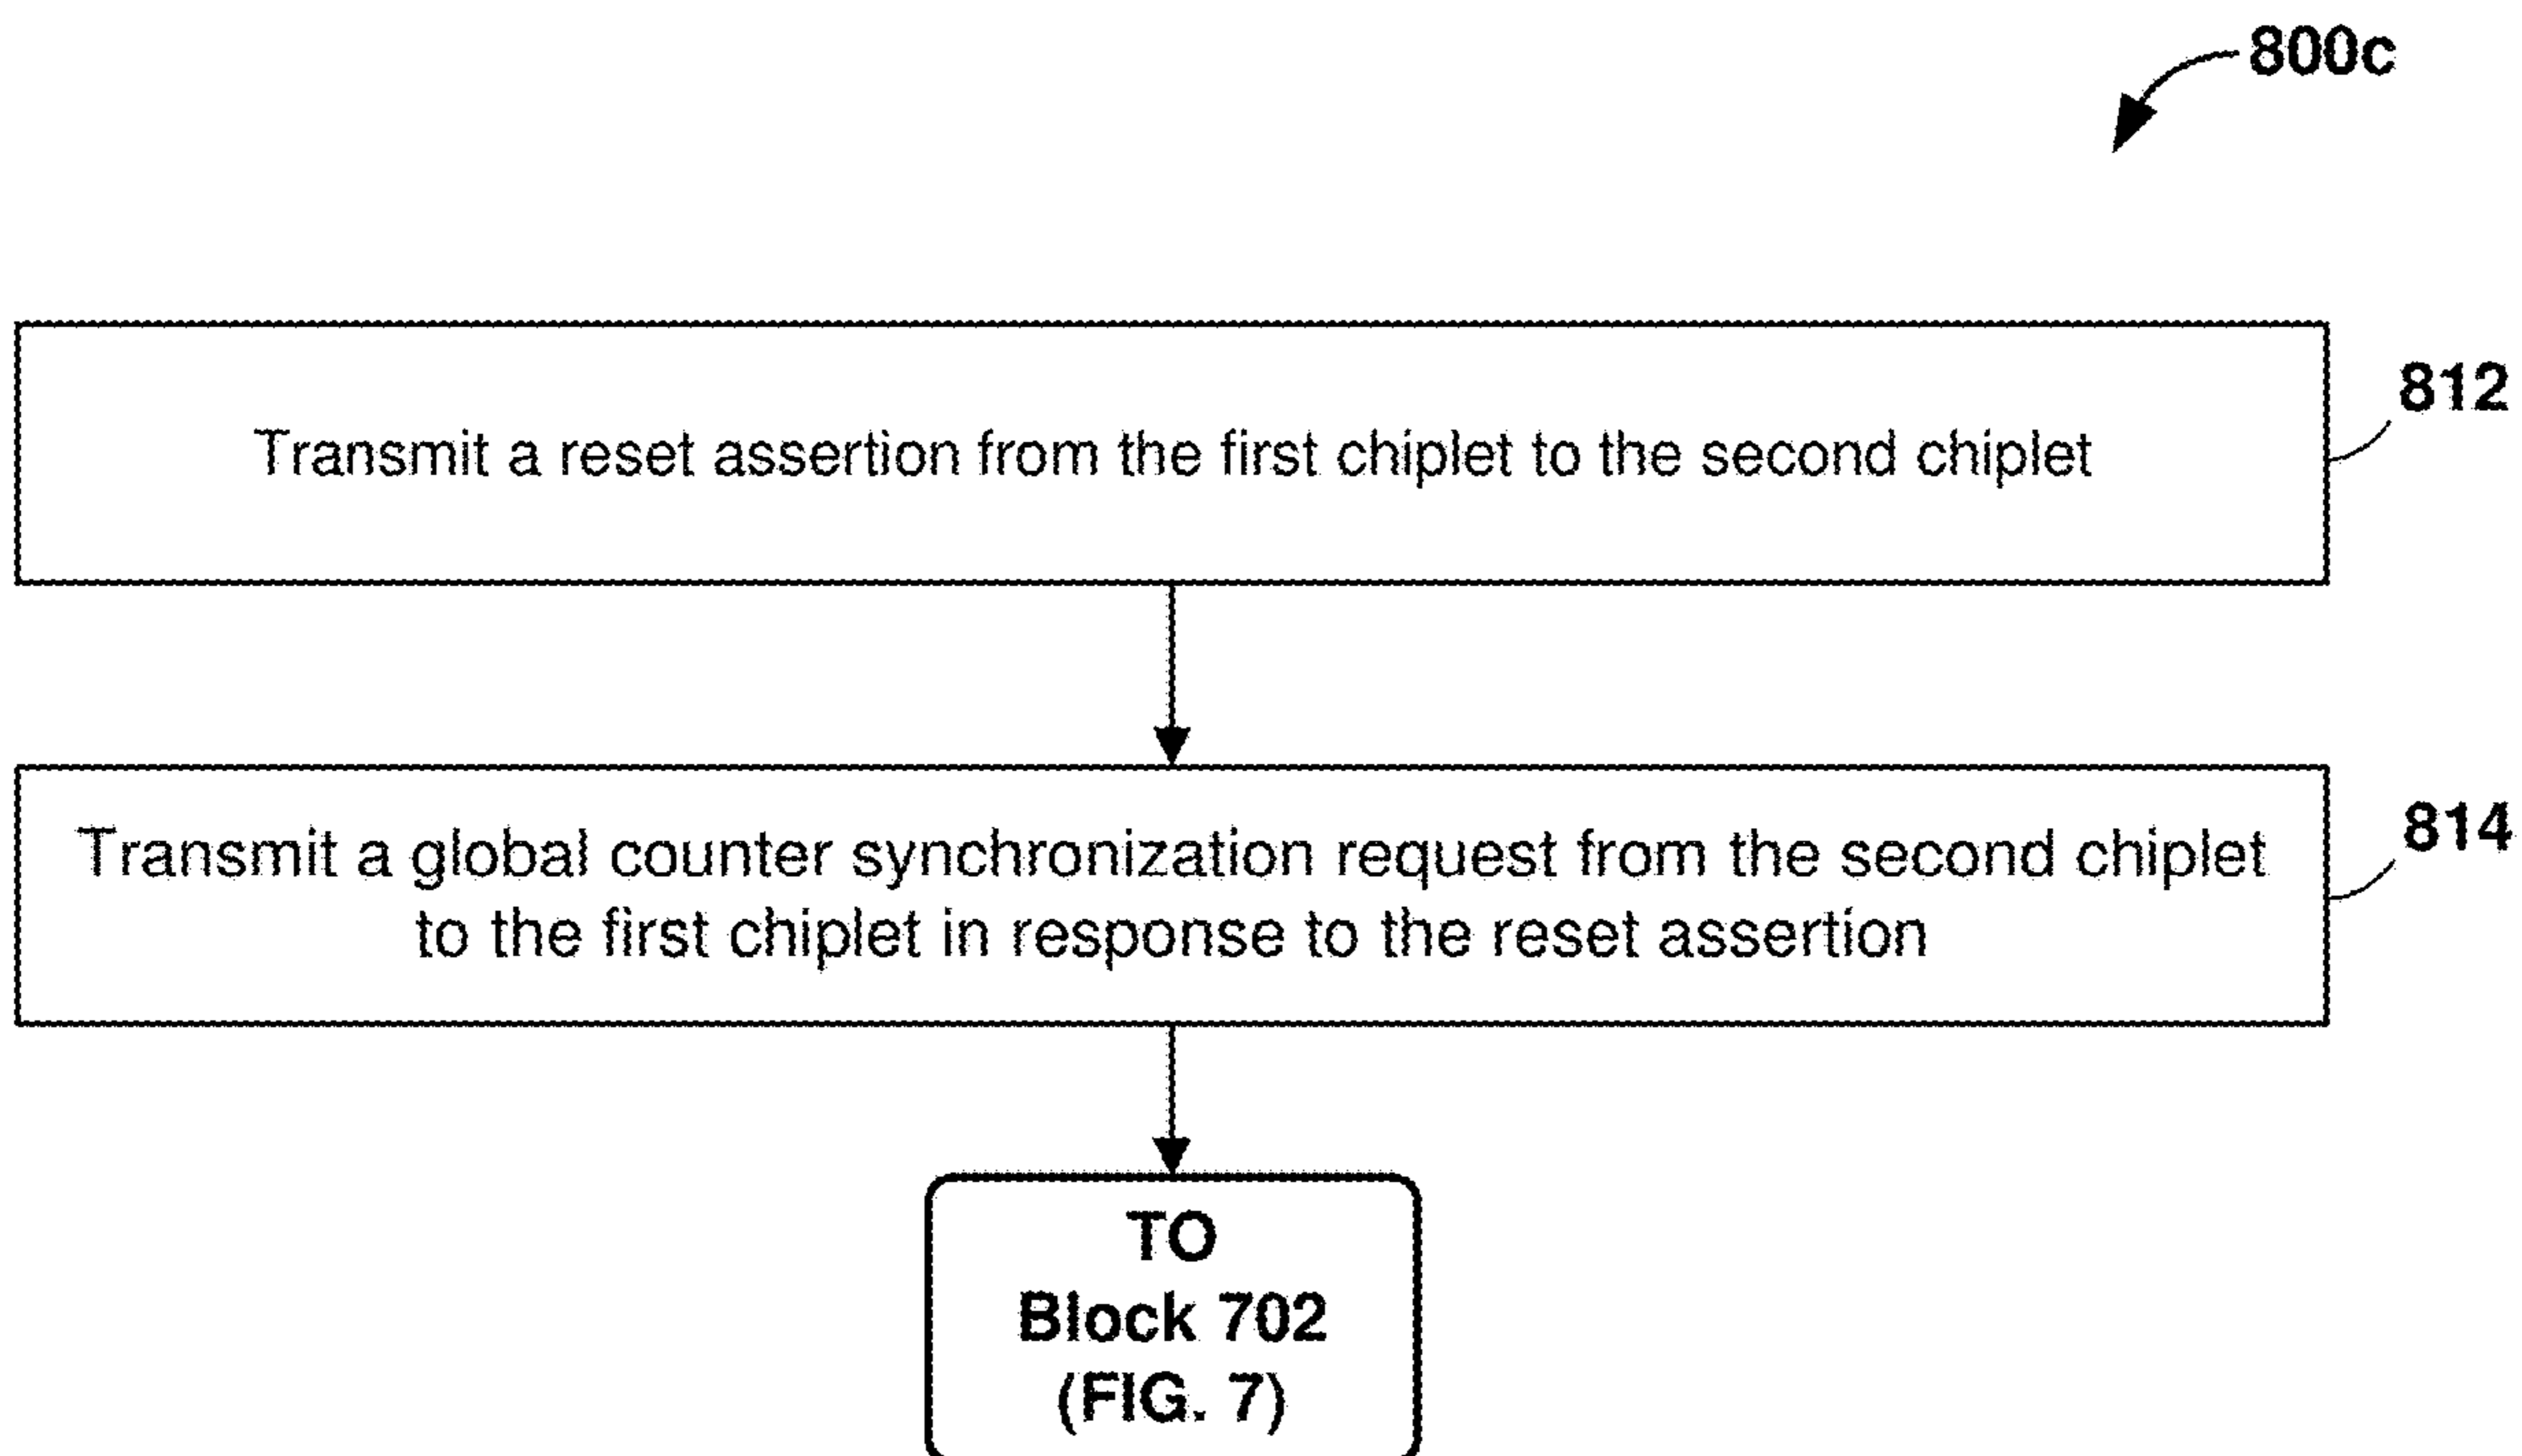 800c
812
Transmit a reset assertion from the first chiplet to the second chiplet
814
Transmit a global counter synchronization request from the second chiplet
to the first chiplet in response to the reset assertion
TO
Block 702
(FIG. 7)